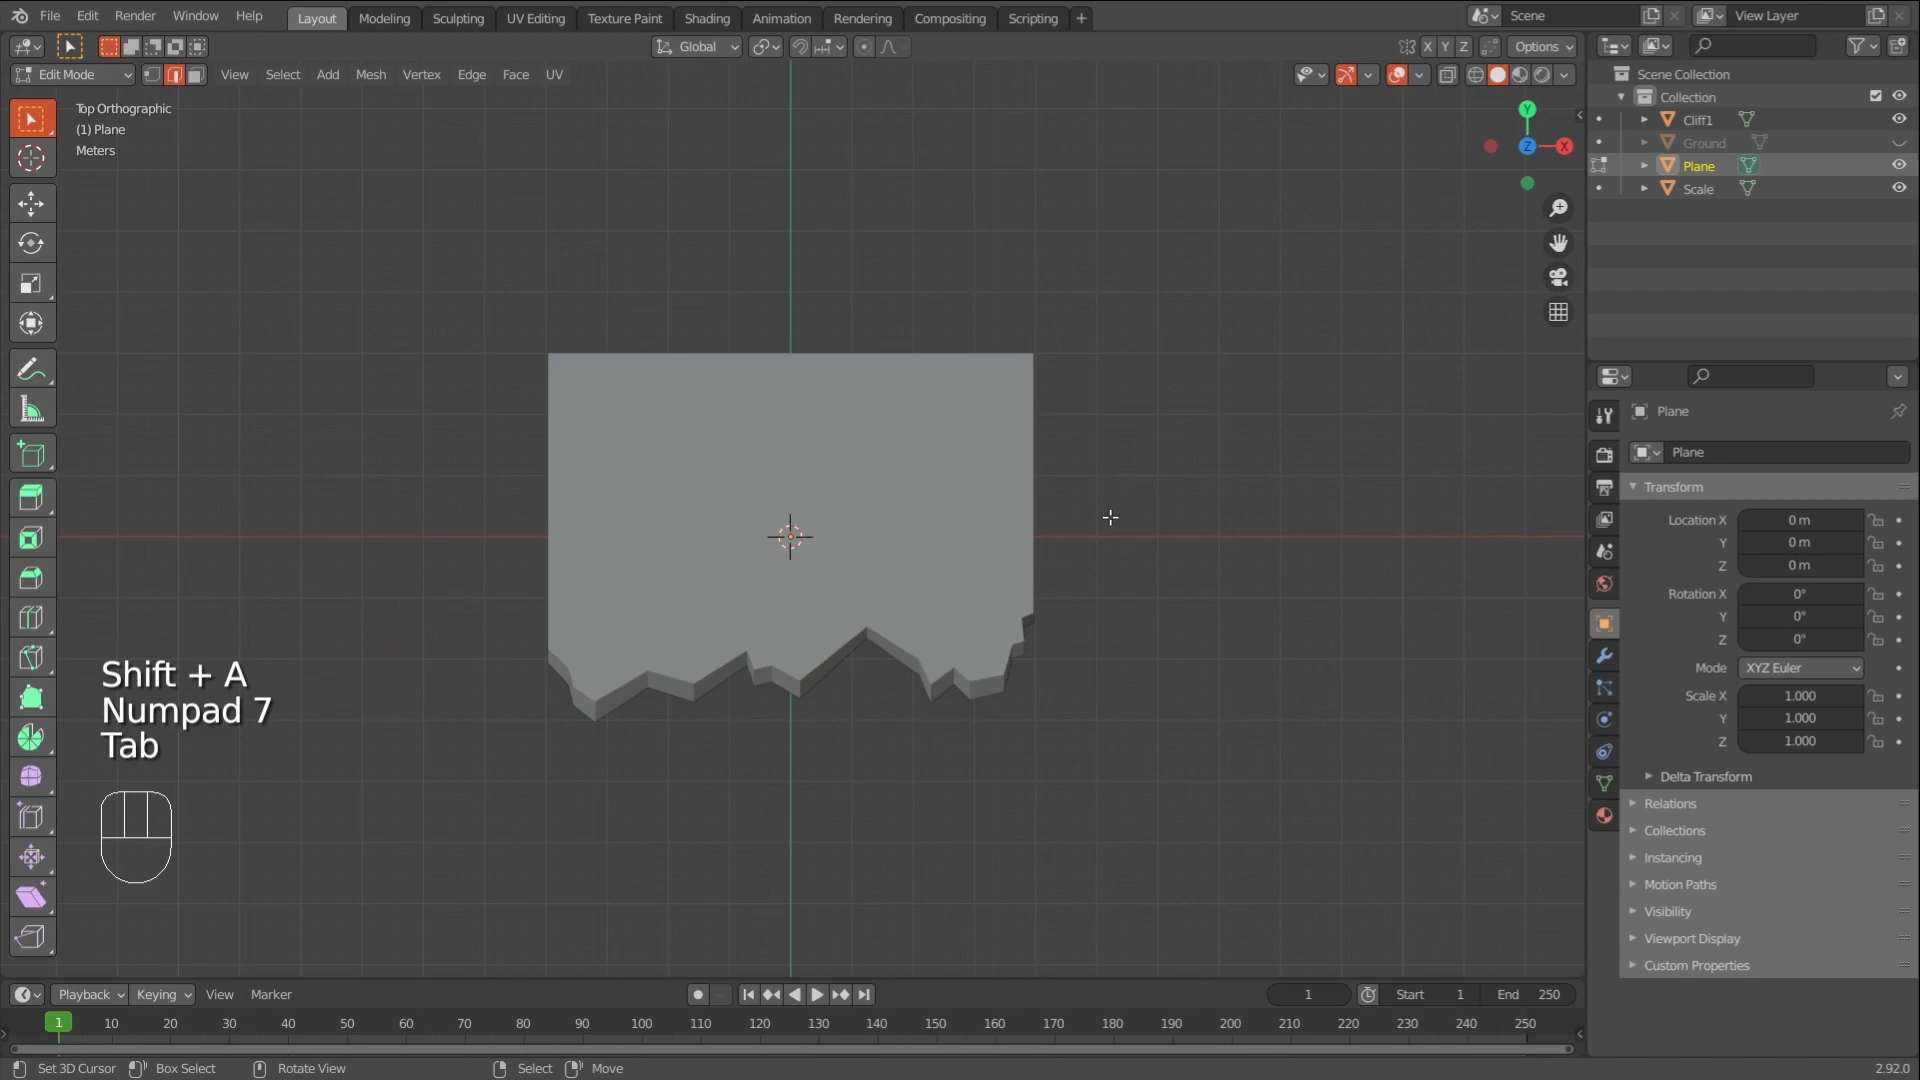 File Edit Render Window Help Layout Modeling Sculpting UV Editing Texture Paint Shading Animation Rendering Compositing Scripting + Scene View Layer
Global X Y Z Options
Edit Mode View Select Add Mesh Vertex Edge Face UV
Top Orthographic
(1) Plane
Meters
Y
Z X
Scene Collection
Collection
Cliff1
Ground
Plane
Scale
Plane
Plane
Transform
Location X 0 m
Y 0 m
Z 0 m
Rotation X 0°
Y 0°
Z 0°
Mode XYZ Euler
Scale X 1.000
Y 1.000
Z 1.000
Delta Transform
Relations
Collections
Instancing
Motion Paths
Visibility
Viewport Display
Custom Properties
Shift + A
Numpad 7
Tab
Playback Keying View Marker 1 Start 1 End 250
1 10 20 30 40 50 60 70 80 90 100 110 120 130 140 150 160 170 180 190 200 210 220 230 240 250
Set 3D Cursor Box Select Rotate View Select Move 2.92.0